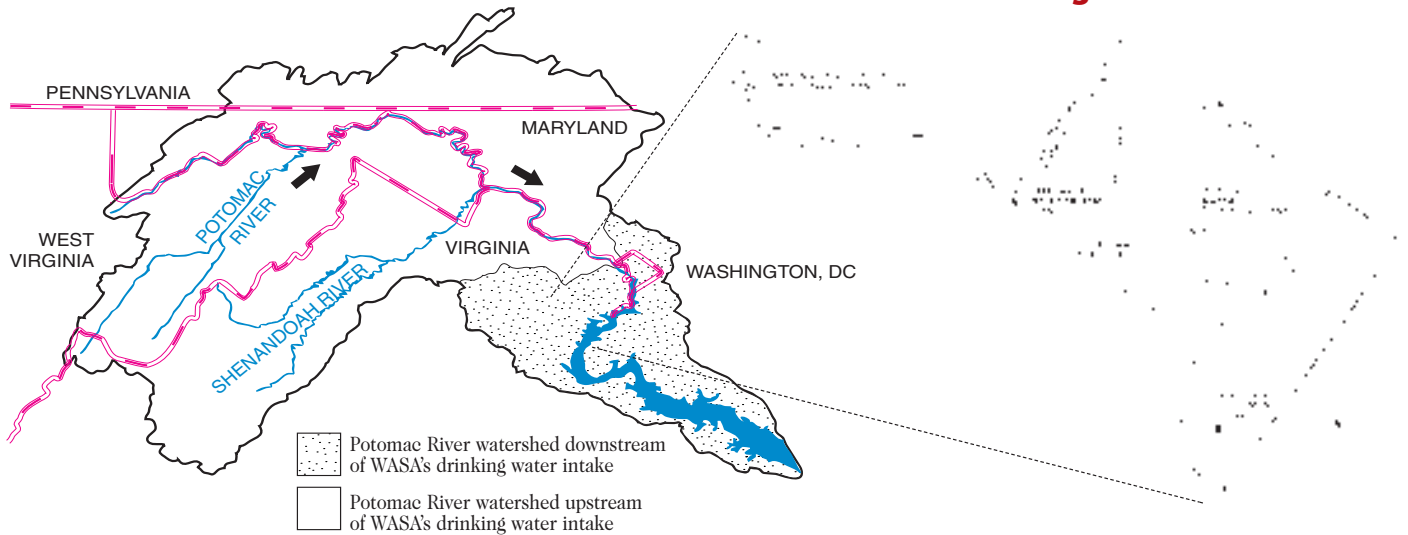 PENNSYLVANIA
MARYLAND
POTOMAC
RIVER
WEST
VIRGINIA
VIRGINIA
WASHINGTON, DC
SHENANDOAH RIVER
Potomac River watershed downstream
of WASA's drinking water intake
Potomac River watershed upstream
of WASA's drinking water intake